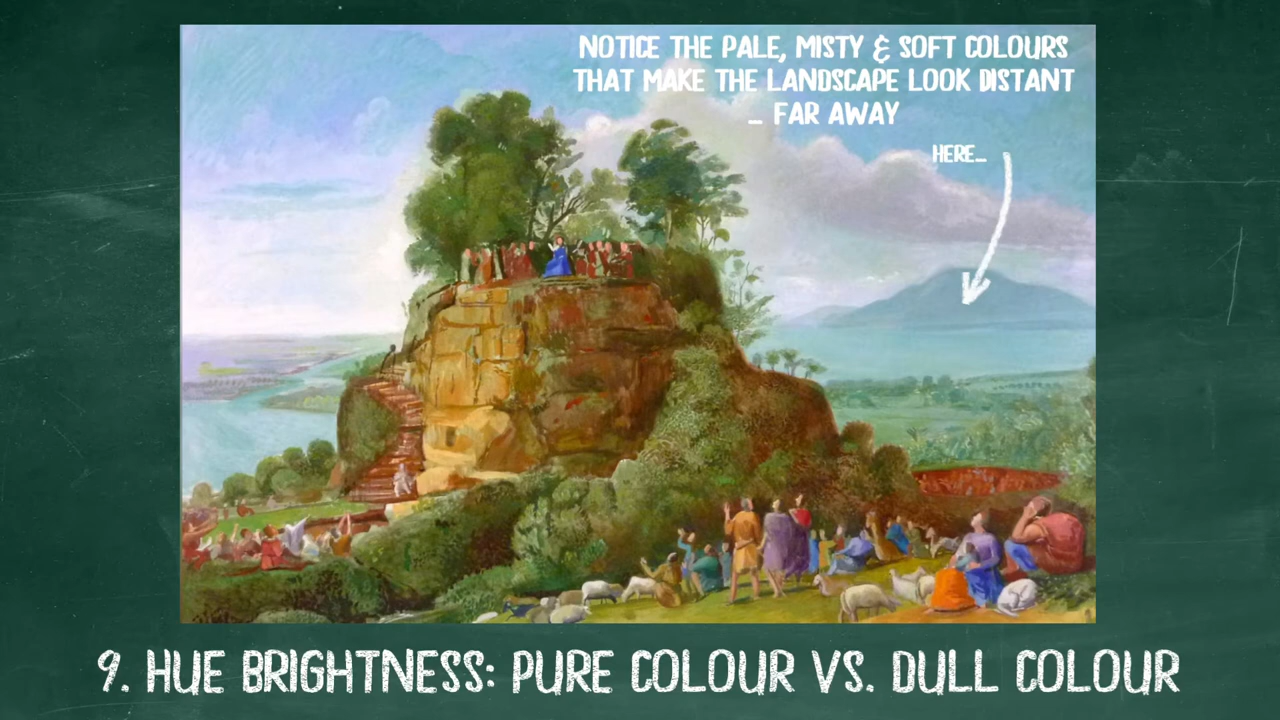 NOTICE THE PALE, MISTY & SOFT COLOURS
THAT MAKE THE LANDSCAPE LOOK DISTANT
... FAR AWAY
HERE...
9. HUE BRIGHTNESS: PURE COLOUR VS. DULL COLOUR